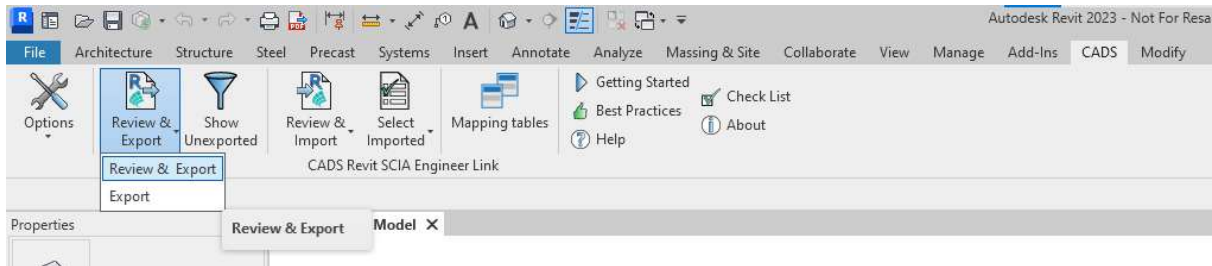 Autodesk Revit 2023 - Not For Resa
File Architecture Structure Steel Precast Systems Insert Annotate Analyze Massing & Site Collaborate View Manage Add-Ins CADS Modify
Options
Review & Export
Show Unexported
Review & Import
Select Imported
Mapping tables
Getting Started
Best Practices
Help
Check List
About
CADS Revit SCIA Engineer Link
Review & Export
Export
Review & Export
Properties
Model